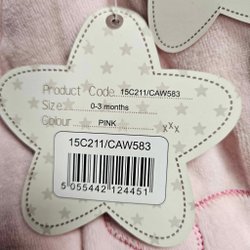 Product Code 15C211/CAW583
Size 0-3 months
Colour PINK
xxx
15C211/CAW583
5 055442 124451